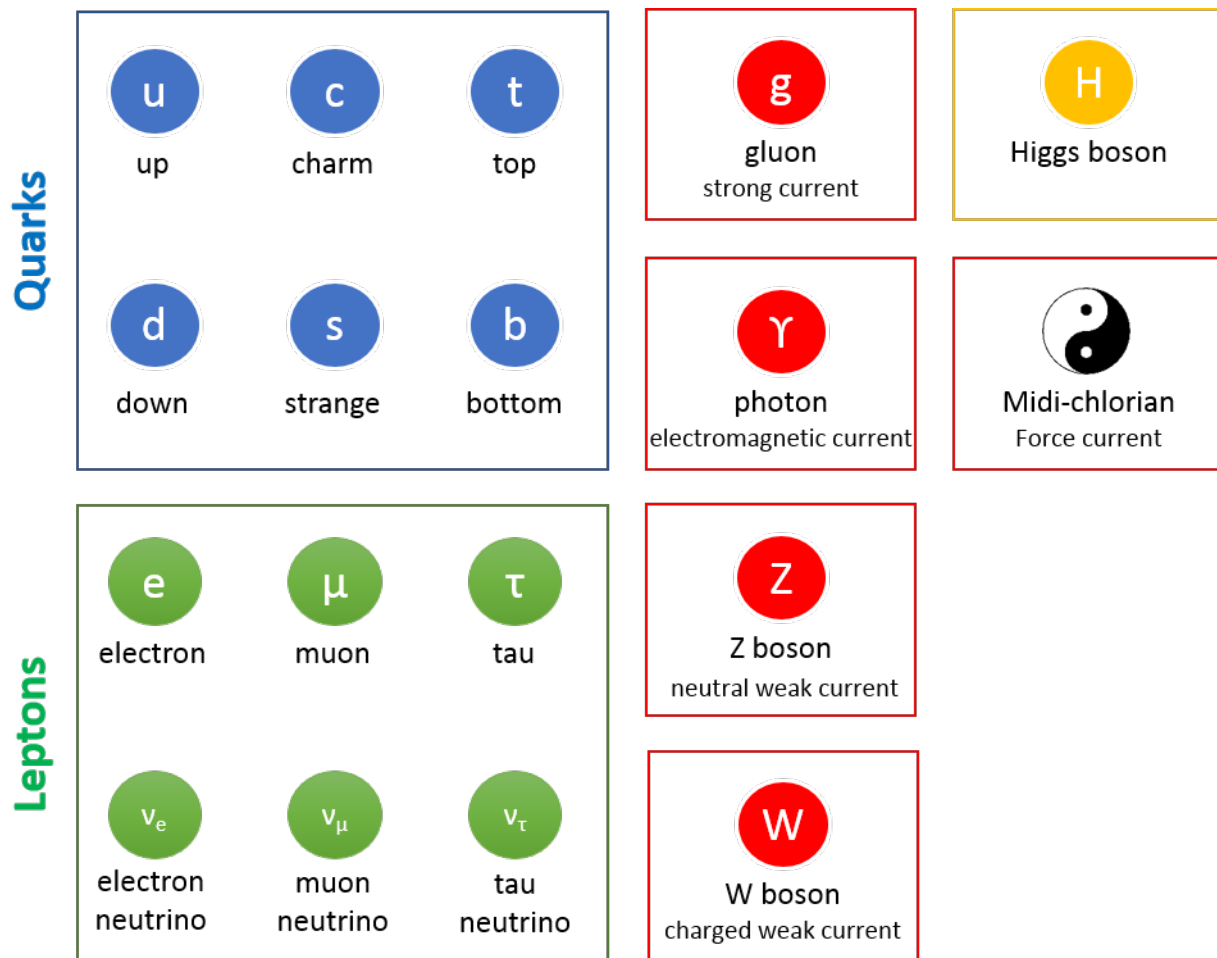 Quarks
u
c
t
up
charm
top
d
s
b
down
strange
bottom
Leptons
e
μ
τ
electron
muon
tau
νe
νμ
ντ
electron
neutrino
muon
neutrino
tau
neutrino
g
gluon
strong current
ϒ
photon
electromagnetic current
Z
Z boson
neutral weak current
W
W boson
charged weak current
H
Higgs boson
Midi-chlorian
Force current